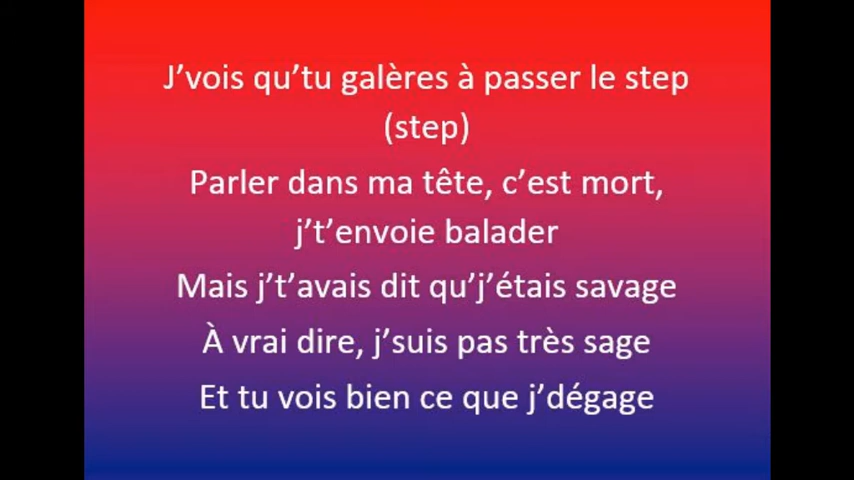 J’vois qu’tu galères à passer le step
(step)
Parler dans ma tête, c’est mort,
j’t’envoie balader
Mais j’t’avais dit qu’j’étais savage
À vrai dire, j’suis pas très sage
Et tu vois bien ce que j’dégage